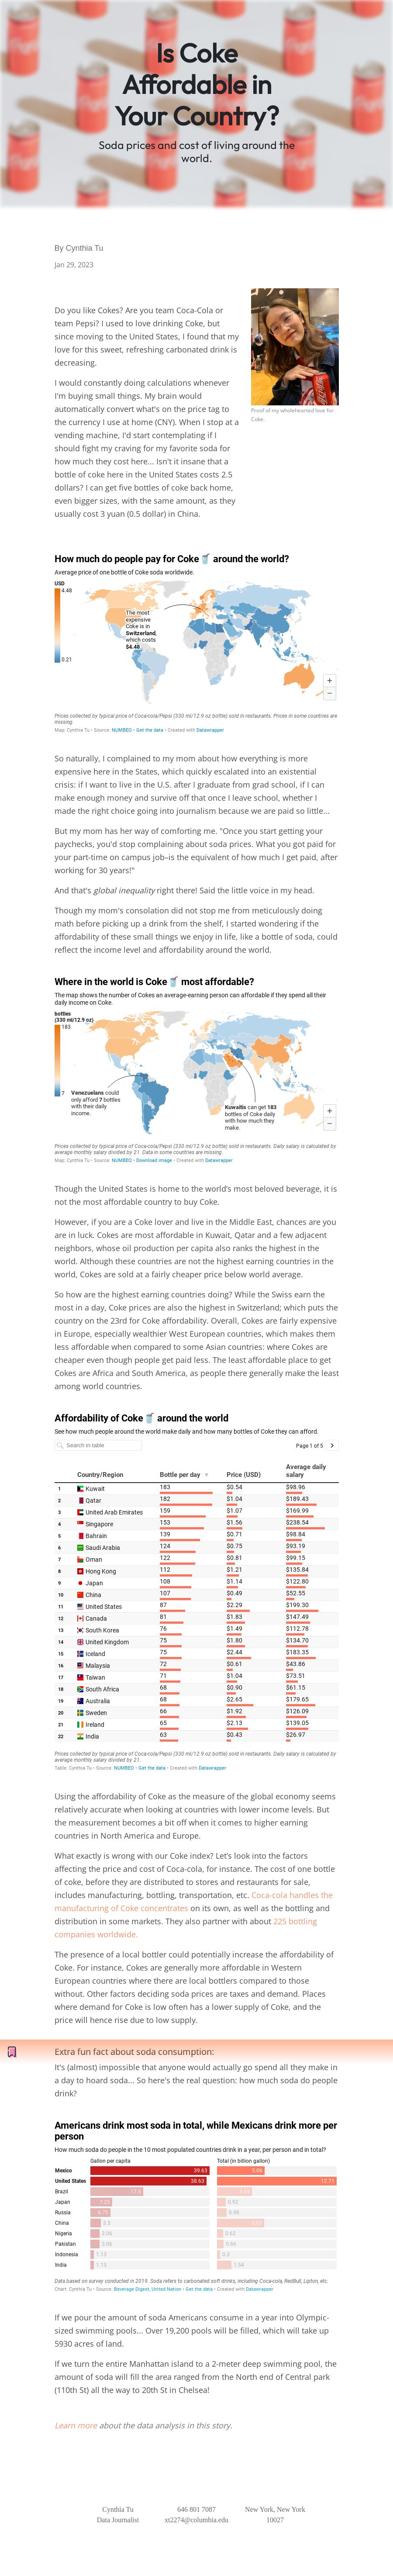 Is Coke
Affordable in
Your Country?
Soda prices and cost of living around the
world.
By Cynthia Tu
Jan 29, 2023
Do you like Cokes? Are you team Coca-Cola or
team Pepsi? I used to love drinking Coke, but
since moving to the United States, I found that my
love for this sweet, refreshing carbonated drink is
decreasing.
Proof of my wholehearted love for
Coke.
I would constantly doing calculations whenever
I'm buying small things. My brain would
automatically convert what's on the price tag to
the currency I use at home (CNY). When I stop at a
vending machine, I'd start contemplating if I
should fight my craving for my favorite soda for
how much they cost here... Isn't it insane that a
bottle of coke here in the United States costs 2.5
dollars? I can get five bottles of coke back home,
even bigger sizes, with the same amount, as they
usually cost 3 yuan (0.5 dollar) in China.
How much do people pay for Coke🥤 around the world?
Average price of one bottle of Coke soda worldwide.
USD
4.48
0.21
The most
expensive
Coke is in
Switzerland,
which costs
$4.48.
+
−
Prices collected by typical price of Coca-cola/Pepsi (330 ml/12.9 oz bottle) sold in restaurants. Prices in some countries are
missing.
Map: Cynthia Tu • Source: NUMBEO • Get the data • Created with Datawrapper
So naturally, I complained to my mom about how everything is more
expensive here in the States, which quickly escalated into an existential
crisis: if I want to live in the U.S. after I graduate from grad school, if I can
make enough money and survive off that once I leave school, whether I
made the right choice going into journalism because we are paid so little...
But my mom has her way of comforting me. "Once you start getting your
paychecks, you'd stop complaining about soda prices. What you got paid for
your part-time on campus job–is the equivalent of how much I get paid, after
working for 30 years!"
And that's global inequality right there! Said the little voice in my head.
Though my mom's consolation did not stop me from meticulously doing
math before picking up a drink from the shelf, I started wondering if the
affordability of these small things we enjoy in life, like a bottle of soda, could
reflect the income level and affordability around the world.
Where in the world is Coke🥤 most affordable?
The map shows the number of Cokes an average-earning person can affordable if they spend all their
daily income on Coke.
bottles
(330 ml/12.9 oz)
183
7
Venezuelans could
only afford 7 bottles
with their daily
income.
Kuwaitis can get 183
bottles of Coke daily
with how much they
make.
+
−
Prices collected by typical price of Coca-cola/Pepsi (330 ml/12.9 oz bottle) sold in restaurants. Daily salary is calculated by
average monthly salary divided by 21. Data in some countries are missing.
Map: Cynthia Tu • Source: NUMBEO • Download image • Created with Datawrapper
Though the United States is home to the world's most beloved beverage, it is
not the most affordable country to buy Coke.
However, if you are a Coke lover and live in the Middle East, chances are you
are in luck. Cokes are most affordable in Kuwait, Qatar and a few adjacent
neighbors, whose oil production per capita also ranks the highest in the
world. Although these countries are not the highest earning countries in the
world, Cokes are sold at a fairly cheaper price below world average.
So how are the highest earning countries doing? While the Swiss earn the
most in a day, Coke prices are also the highest in Switzerland; which puts the
country on the 23rd for Coke affordability. Overall, Cokes are fairly expensive
in Europe, especially wealthier West European countries, which makes them
less affordable when compared to some Asian countries: where Cokes are
cheaper even though people get paid less. The least affordable place to get
Cokes are Africa and South America, as people there generally make the least
among world countries.
Affordability of Coke🥤 around the world
See how much people around the world make daily and how many bottles of Coke they can afford.
Search in table
Page 1 of 5 >
Country/Region Bottle per day ▼ Price (USD) Average daily
salary
1 Kuwait 183 $0.54 $98.96
2 Qatar 182 $1.04 $189.43
3 United Arab Emirates 159 $1.07 $169.99
4 Singapore 153 $1.56 $238.54
5 Bahrain 139 $0.71 $98.84
6 Saudi Arabia 124 $0.75 $93.19
7 Oman 122 $0.81 $99.15
8 Hong Kong 112 $1.21 $135.84
9 Japan 108 $1.14 $122.80
10 China 107 $0.49 $52.55
11 United States 87 $2.29 $199.30
12 Canada 81 $1.83 $147.49
13 South Korea 76 $1.49 $112.78
14 United Kingdom 75 $1.80 $134.70
15 Iceland 75 $2.44 $183.35
16 Malaysia 72 $0.61 $43.86
17 Taiwan 71 $1.04 $73.51
18 South Africa 68 $0.90 $61.15
19 Australia 68 $2.65 $179.65
20 Sweden 66 $1.92 $126.09
21 Ireland 65 $2.13 $139.05
22 India 63 $0.43 $26.97
Prices collected by typical price of Coca-cola/Pepsi (330 ml/12.9 oz bottle) sold in restaurants. Daily salary is calculated by
average monthly salary divided by 21.
Table: Cynthia Tu • Source: NUMBEO • Get the data • Created with Datawrapper
Using the affordability of Coke as the measure of the global economy seems
relatively accurate when looking at countries with lower income levels. But
the measurement becomes a bit off when it comes to higher earning
countries in North America and Europe.
What exactly is wrong with our Coke index? Let's look into the factors
affecting the price and cost of Coca-cola, for instance. The cost of one bottle
of coke, before they are distributed to stores and restaurants for sale,
includes manufacturing, bottling, transportation, etc. Coca-cola handles the
manufacturing of Coke concentrates on its own, as well as the bottling and
distribution in some markets. They also partner with about 225 bottling
companies worldwide.
The presence of a local bottler could potentially increase the affordability of
Coke. For instance, Cokes are generally more affordable in Western
European countries where there are local bottlers compared to those
without. Other factors deciding soda prices are taxes and demand. Places
where demand for Coke is low often has a lower supply of Coke, and the
price will hence rise due to low supply.
Extra fun fact about soda consumption:
It's (almost) impossible that anyone would actually go spend all they make in
a day to hoard soda... So here's the real question: how much soda do people
drink?
Americans drink most soda in total, while Mexicans drink more per
person
How much soda do people in the 10 most populated countries drink in a year, per person and in total?
Gallon per capita Total (in billion gallon)
Mexico 39.63 5.06
United States 38.63 12.71
Brazil
Japan 7.23 0.92
Russia 6.75 0.98
China 3.3
Nigeria 3.06 0.62
Pakistan 3.06 0.66
Indonesia 1.13 0.3
India 1.13 1.54
Data based on survey conducted in 2019. Soda refers to carbonated soft drinks, including Coca-cola, RedBull, Lipton, etc.
Chart: Cynthia Tu • Source: Beverage Digest, United Nation • Get the data • Created with Datawrapper
If we pour the amount of soda Americans consume in a year into Olympic-
sized swimming pools... Over 19,200 pools will be filled, which will take up
5930 acres of land.
If we turn the entire Manhattan island to a 2-meter deep swimming pool, the
amount of soda will fill the area ranged from the North end of Central park
(110th St) all the way to 20th St in Chelsea!
Learn more about the data analysis in this story.
Cynthia Tu
Data Journalist
646 801 7087
xt2274@columbia.edu
New York, New York
10027